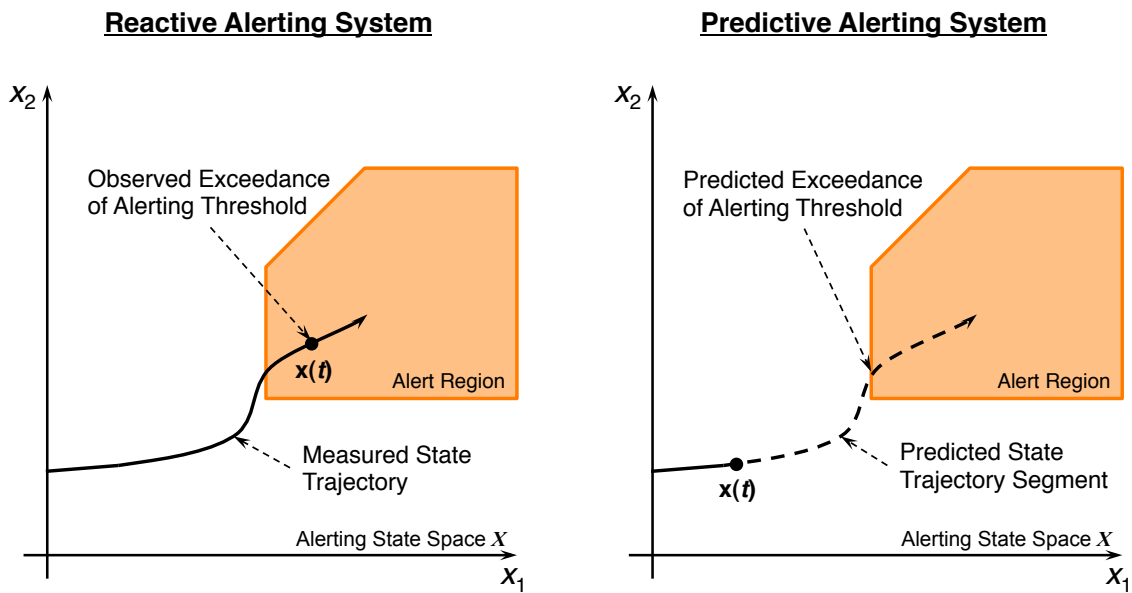 Reactive Alerting System
X2
Observed Exceedance
of Alerting Threshold
x(t)
Alert Region
Measured State
Trajectory
Alerting State Space X
X1
Predictive Alerting System
X2
Predicted Exceedance
of Alerting Threshold
Alert Region
Predicted State
Trajectory Segment
x(t)
Alerting State Space X
X1